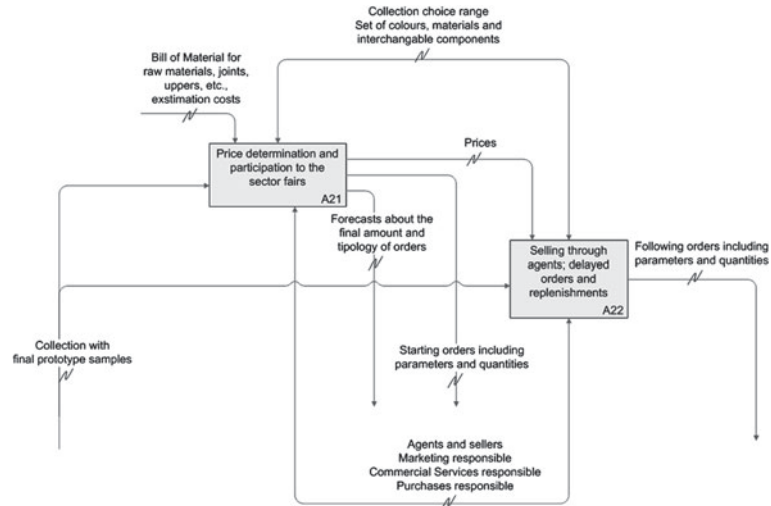 Collection choice range
Set of colours, materials and
interchangable components
Bill of Material for
raw materials, joints,
uppers, etc.,
exstimation costs
Price determination and
participation to the
sector fairs
A21
Prices
Forecasts about the
final amount and
tipology of orders
Selling through
agents; delayed
orders and
replenishments
A22
Following orders including
parameters and quantities
Collection with
final prototype samples
Starting orders including
parameters and quantities
Agents and sellers
Marketing responsible
Commercial Services responsible
Purchases responsible